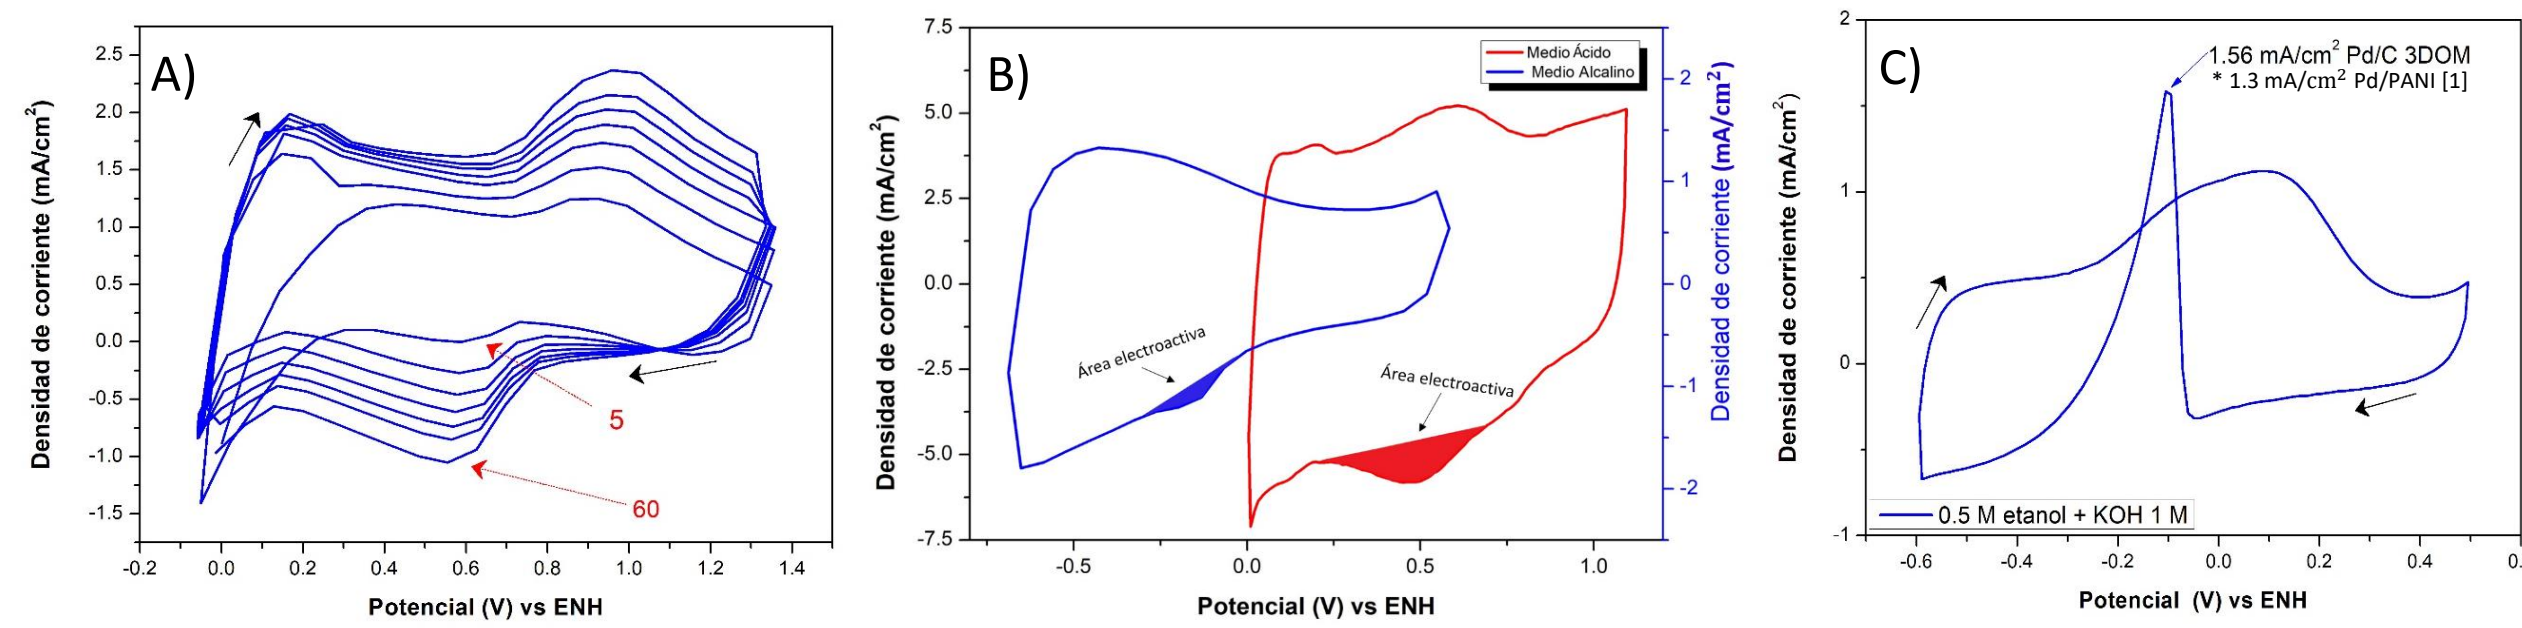 A)
Densidad de corriente (mA/cm²)
2.5
2.0
1.5
1.0
0.5
0.0
-0.5
-1.0
-1.5
5
60
-0.2 0.0 0.2 0.4 0.6 0.8 1.0 1.2 1.4
Potencial (V) vs ENH
B)
Densidad de corriente (mA/cm²)
7.5
5.0
2.5
0.0
-2.5
-5.0
-7.5
Medio Ácido
Medio Alcalino
Área electroactiva
Área electroactiva
2
1
0
-1
-2
Densidad de corriente (mA/cm²)
-0.5 0.0 0.5 1.0
Potencial (V) vs ENH
C)
Densidad de corriente (mA/cm²)
2
1
0
-1
1.56 mA/cm² Pd/C 3DOM
* 1.3 mA/cm² Pd/PANI [1]
0.5 M etanol + KOH 1 M
-0.6 -0.4 -0.2 0.0 0.2 0.4 0.
Potencial (V) vs ENH